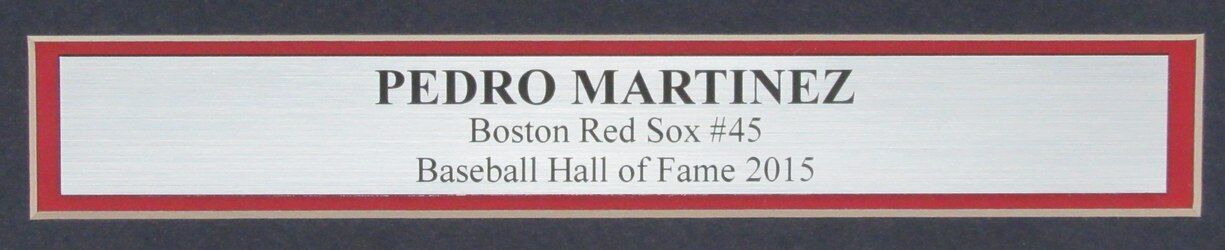 PEDRO MARTINEZ
Boston Red Sox #45
Baseball Hall of Fame 2015